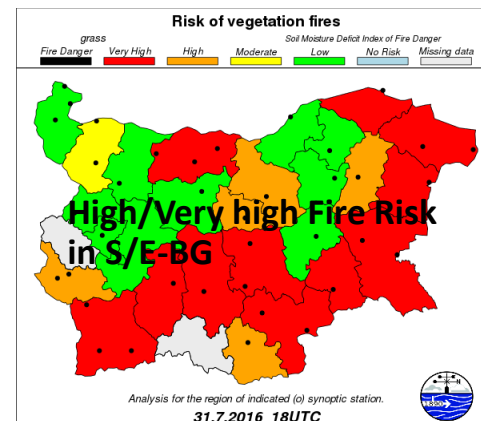 Risk of vegetation fires
grass Soil Moisture Deficit Index of Fire Danger
Fire Danger Very High High Moderate Low No Risk Missing data
High/Very high Fire Risk
in S/E-BG
Analysis for the region of indicated (o) synoptic station.
31.7.2016 18UTC